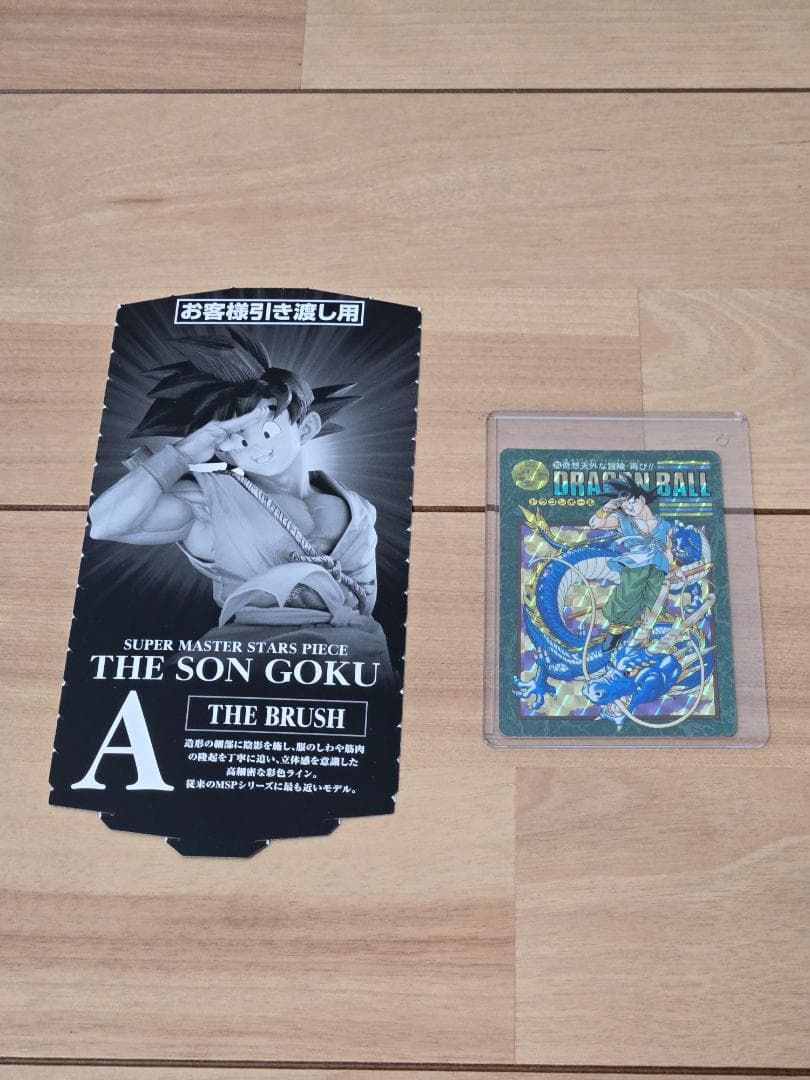 お客様引き渡し用
SUPER MASTER STARS PIECE
THE SON GOKU
A
THE BRUSH
造形の細部に陰影を施し、服のしわや筋肉
の隆起を丁寧に追い、立体感を意識した
高細密な彩色ライン。
従来のMSPシリーズに最も近いモデル。
奇想天外な冒険・再び!!
DRAGON BALL
ドラゴンボール